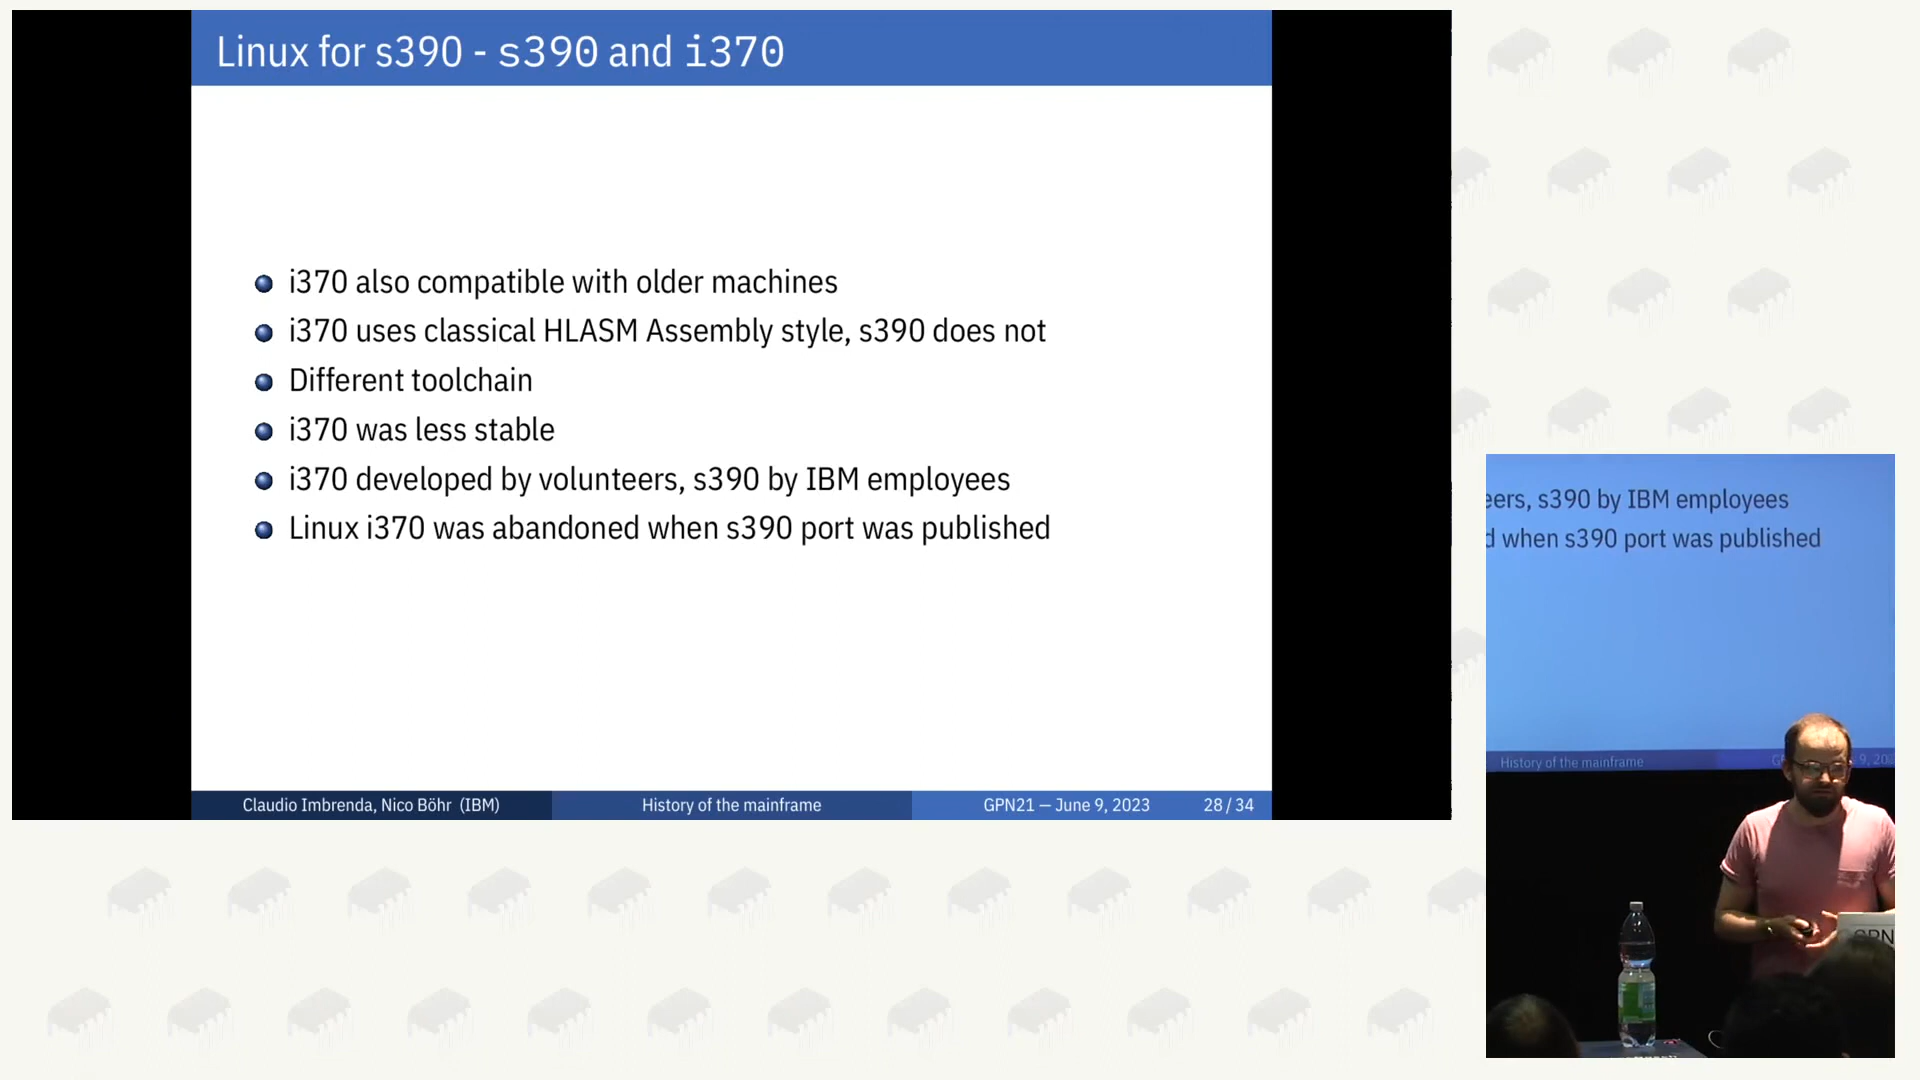 Linux for s390 - s390 and i370
i370 also compatible with older machines
i370 uses classical HLASM Assembly style, s390 does not
Different toolchain
i370 was less stable
i370 developed by volunteers, s390 by IBM employees
Linux i370 was abandoned when s390 port was published
Claudio Imbrenda, Nico Böhr (IBM)
History of the mainframe
GPN21 — June 9, 2023
28 / 34
s390 by IBM employees
when s390 port was published
History of the mainframe
GPN